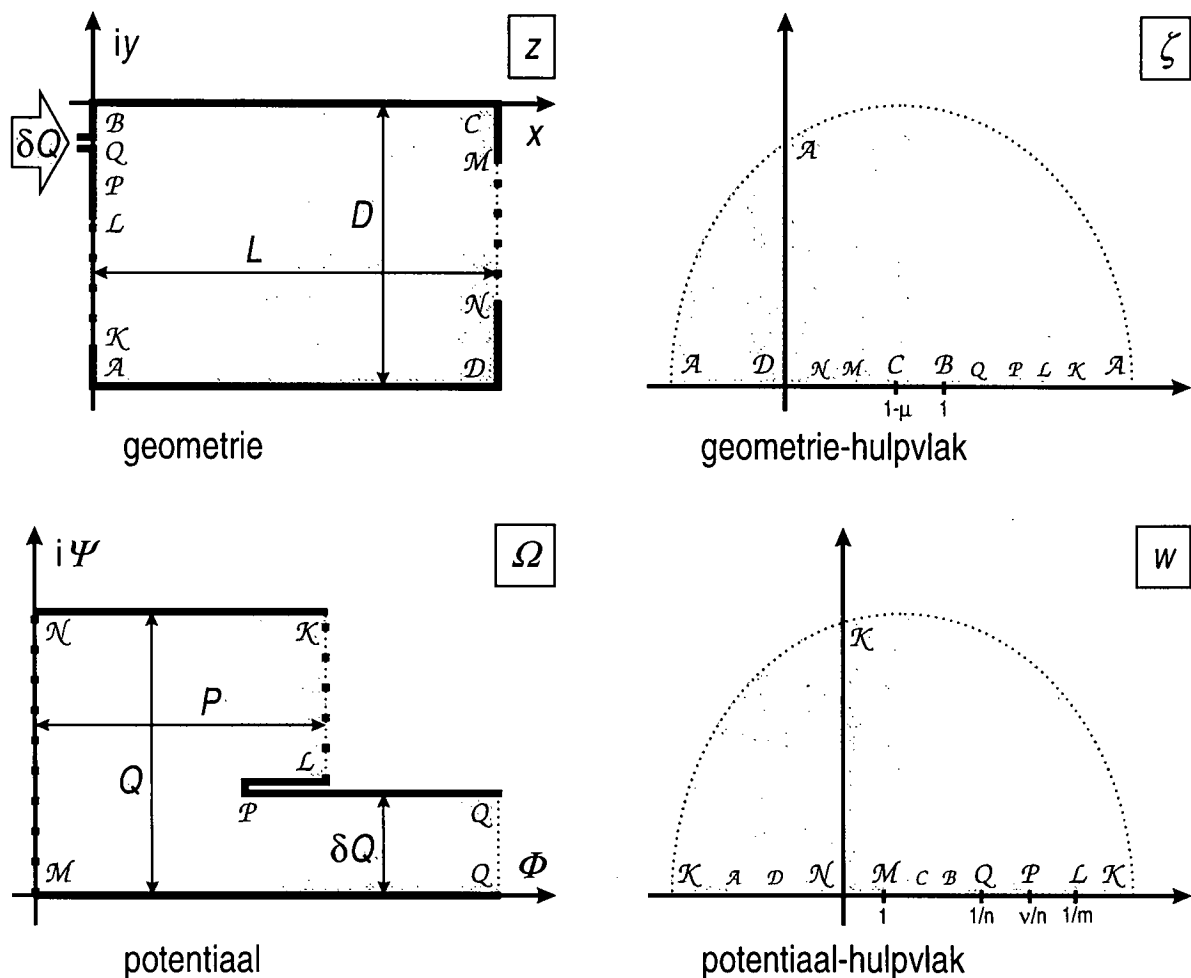 iy
z
x
δQ
B
Q
P
L
K
A
C
M
N
D
D
L
geometrie
ζ
A
A D N M C B Q P L K A
1-μ 1
geometrie-hulpvlak
iΨ
Ω
N K
P
Q
L
P Q
δQ
M Q Φ
potentiaal
w
K
K A D N M C B Q P L K
1 1/n ν/n 1/m
potentiaal-hulpvlak